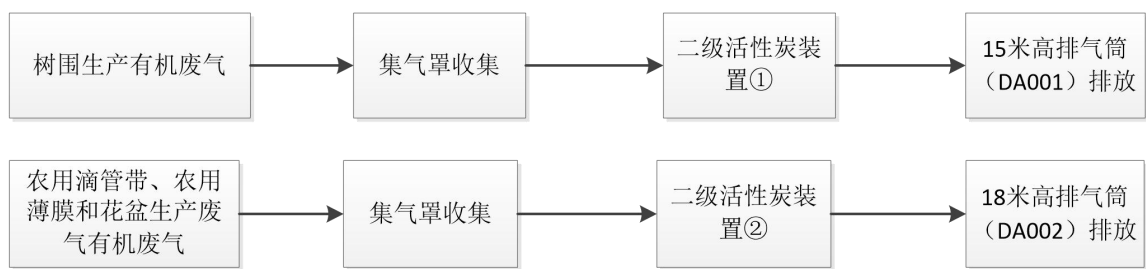 树围生产有机废气
集气罩收集
二级活性炭装
置①
15米高排气筒
（DA001）排放
农用滴管带、农用
薄膜和花盆生产废
气有机废气
集气罩收集
二级活性炭装
置②
18米高排气筒
（DA002）排放